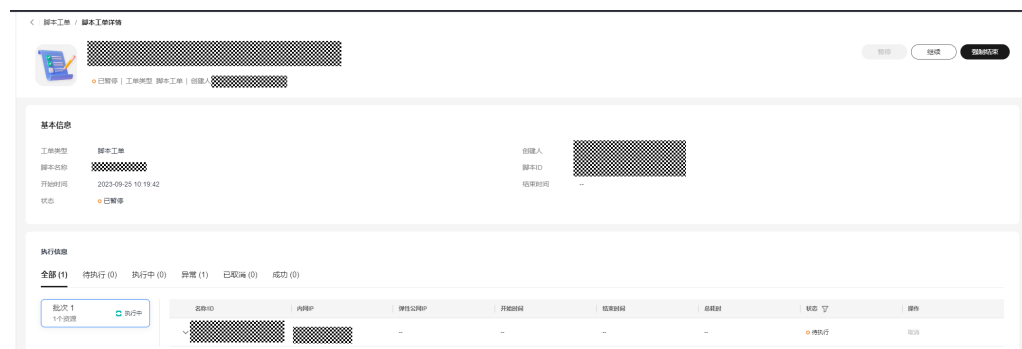 < 脚本工单 / 脚本工单详情
暂停 继续 强制结束
已暂停 | 工单类型 脚本工单 | 创建人
基本信息
工单类型 脚本工单 创建人
脚本名称 脚本ID
开始时间 2023-09-25 10:19:42 结束时间 --
状态 已暂停
执行信息
全部 (1) 待执行 (0) 执行中 (0) 异常 (1) 已取消 (0) 成功 (0)
批次 1 执行中
1个资源
名称/ID 内网IP 弹性公网IP 开始时间 结束时间 总耗时 状态 操作
-- -- -- -- 待执行 取消